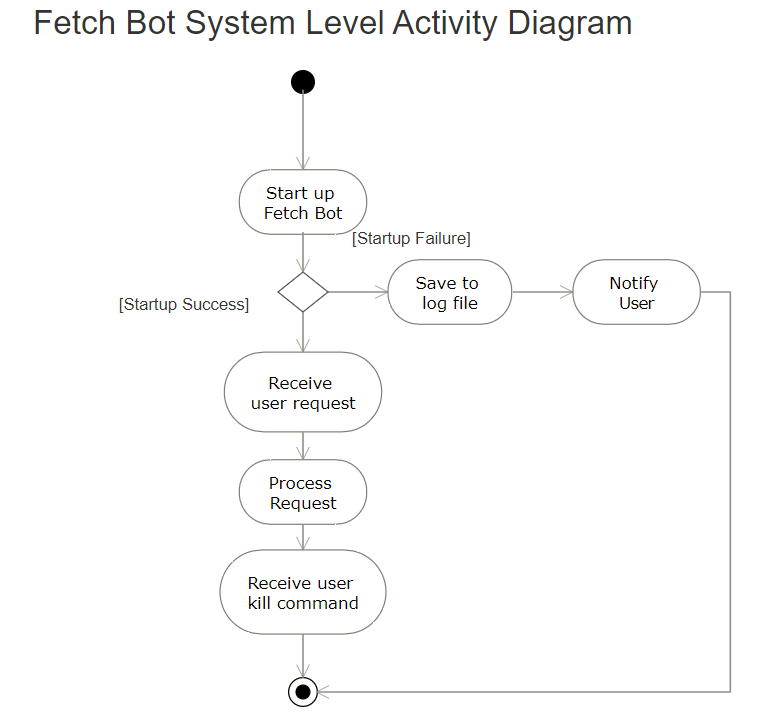 Fetch Bot System Level Activity Diagram
Start up
Fetch Bot
[Startup Failure]
Save to
log file
Notify
User
[Startup Success]
Receive
user request
Process
Request
Receive user
kill command